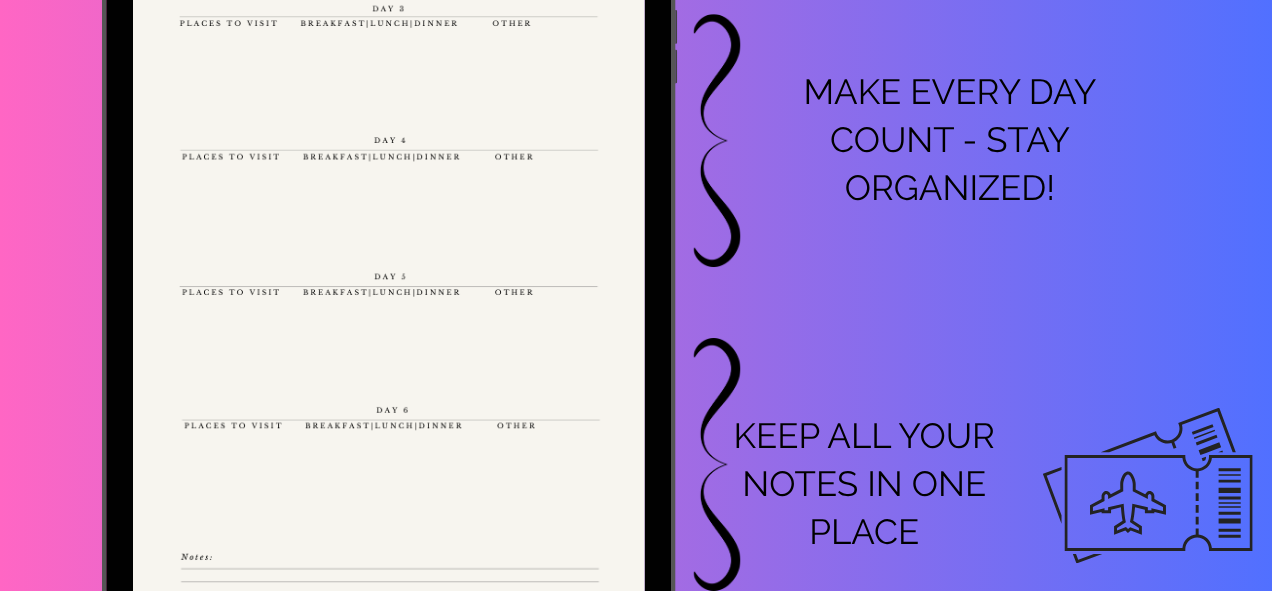 DAY 3
PLACES TO VISIT BREAKFAST|LUNCH|DINNER OTHER
DAY 4
PLACES TO VISIT BREAKFAST|LUNCH|DINNER OTHER
DAY 5
PLACES TO VISIT BREAKFAST|LUNCH|DINNER OTHER
DAY 6
PLACES TO VISIT BREAKFAST|LUNCH|DINNER OTHER
Notes:
MAKE EVERY DAY
COUNT - STAY
ORGANIZED!
KEEP ALL YOUR
NOTES IN ONE
PLACE